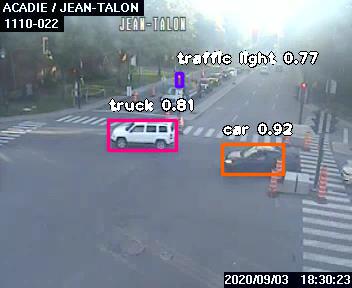 ACADIE / JEAN-TALON
1110-022
JEAN-TALON
traffic light 0.77
1
truck 0.81
car 0.92
2020/09/03 18:30:23